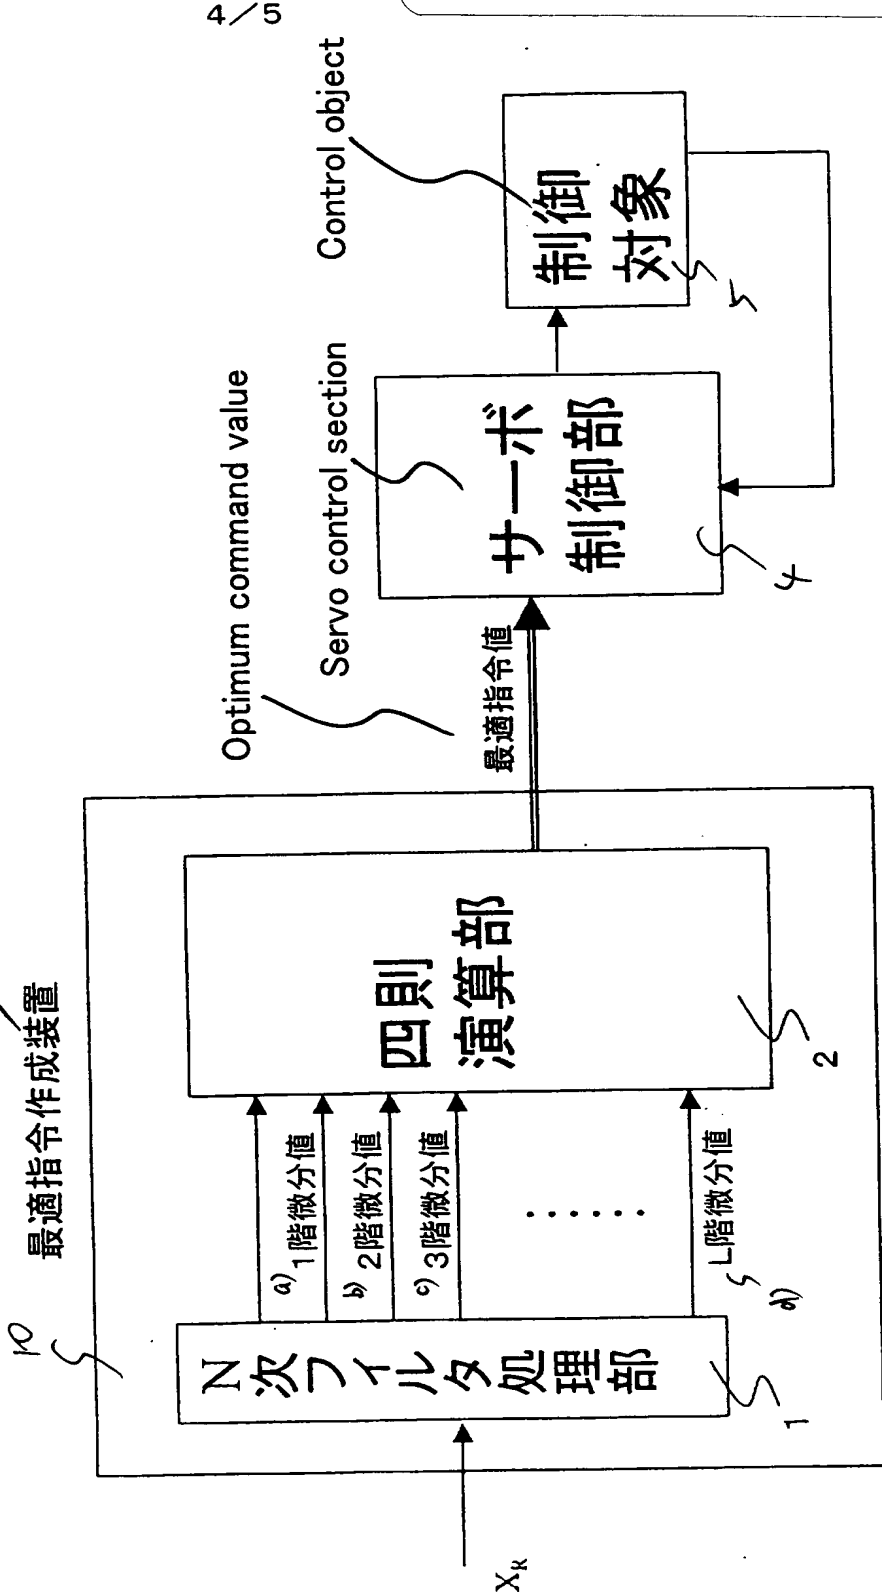 4/5
Control object
制御
対象
5
Optimum command value
Servo control section
サーボ
制御部
4
最適指令値
最適指令作成装置
10
四則
演算部
2
a) 1階微分値
b) 2階微分値
c) 3階微分値
......
L階微分値
d)
N
次フィルタ処理部
1
X_R